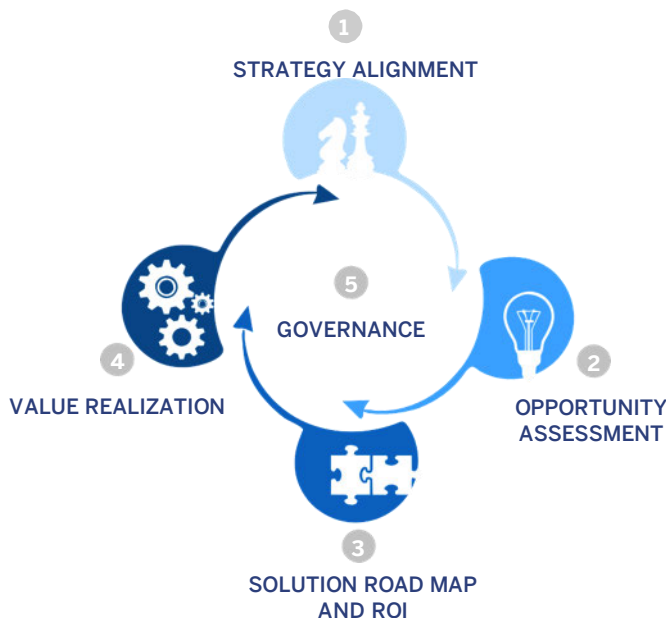 1
STRATEGY ALIGNMENT
5
GOVERNANCE
2
OPPORTUNITY
ASSESSMENT
3
SOLUTION ROAD MAP
AND ROI
4
VALUE REALIZATION